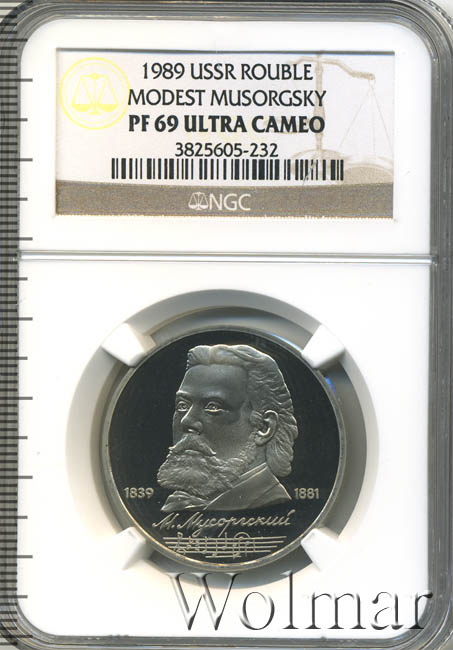 1989 USSR ROUBLE
MODEST MUSORGSKY
PF 69 ULTRA CAMEO
3825605-232
NGC
1839 1881
М. Мусоргский
Wolmar